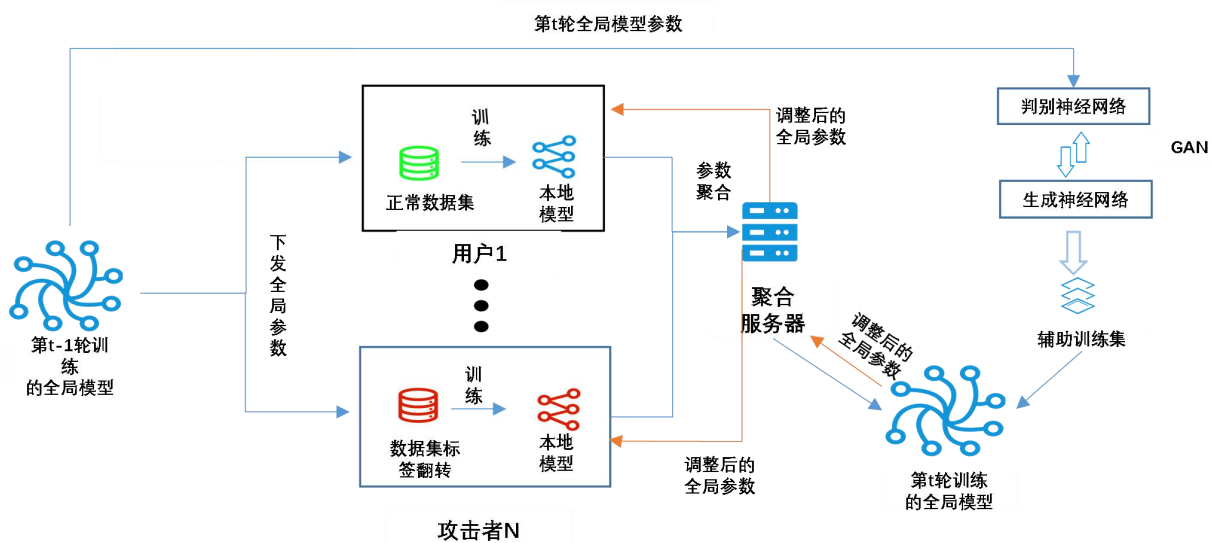 第t轮全局模型参数
判别神经网络
GAN
生成神经网络
辅助训练集
调整后的
全局参数
训
练
正常数据集
本地
模型
用户1
参数
聚合
聚合
服务器
下
发
全
局
参
数
第t-1轮训
练
的全局模型
训
练
数据集标
签翻转
本地
模型
攻击者N
调整后的
全局参数
调整后的
全局参数
第t轮训练
的全局模型